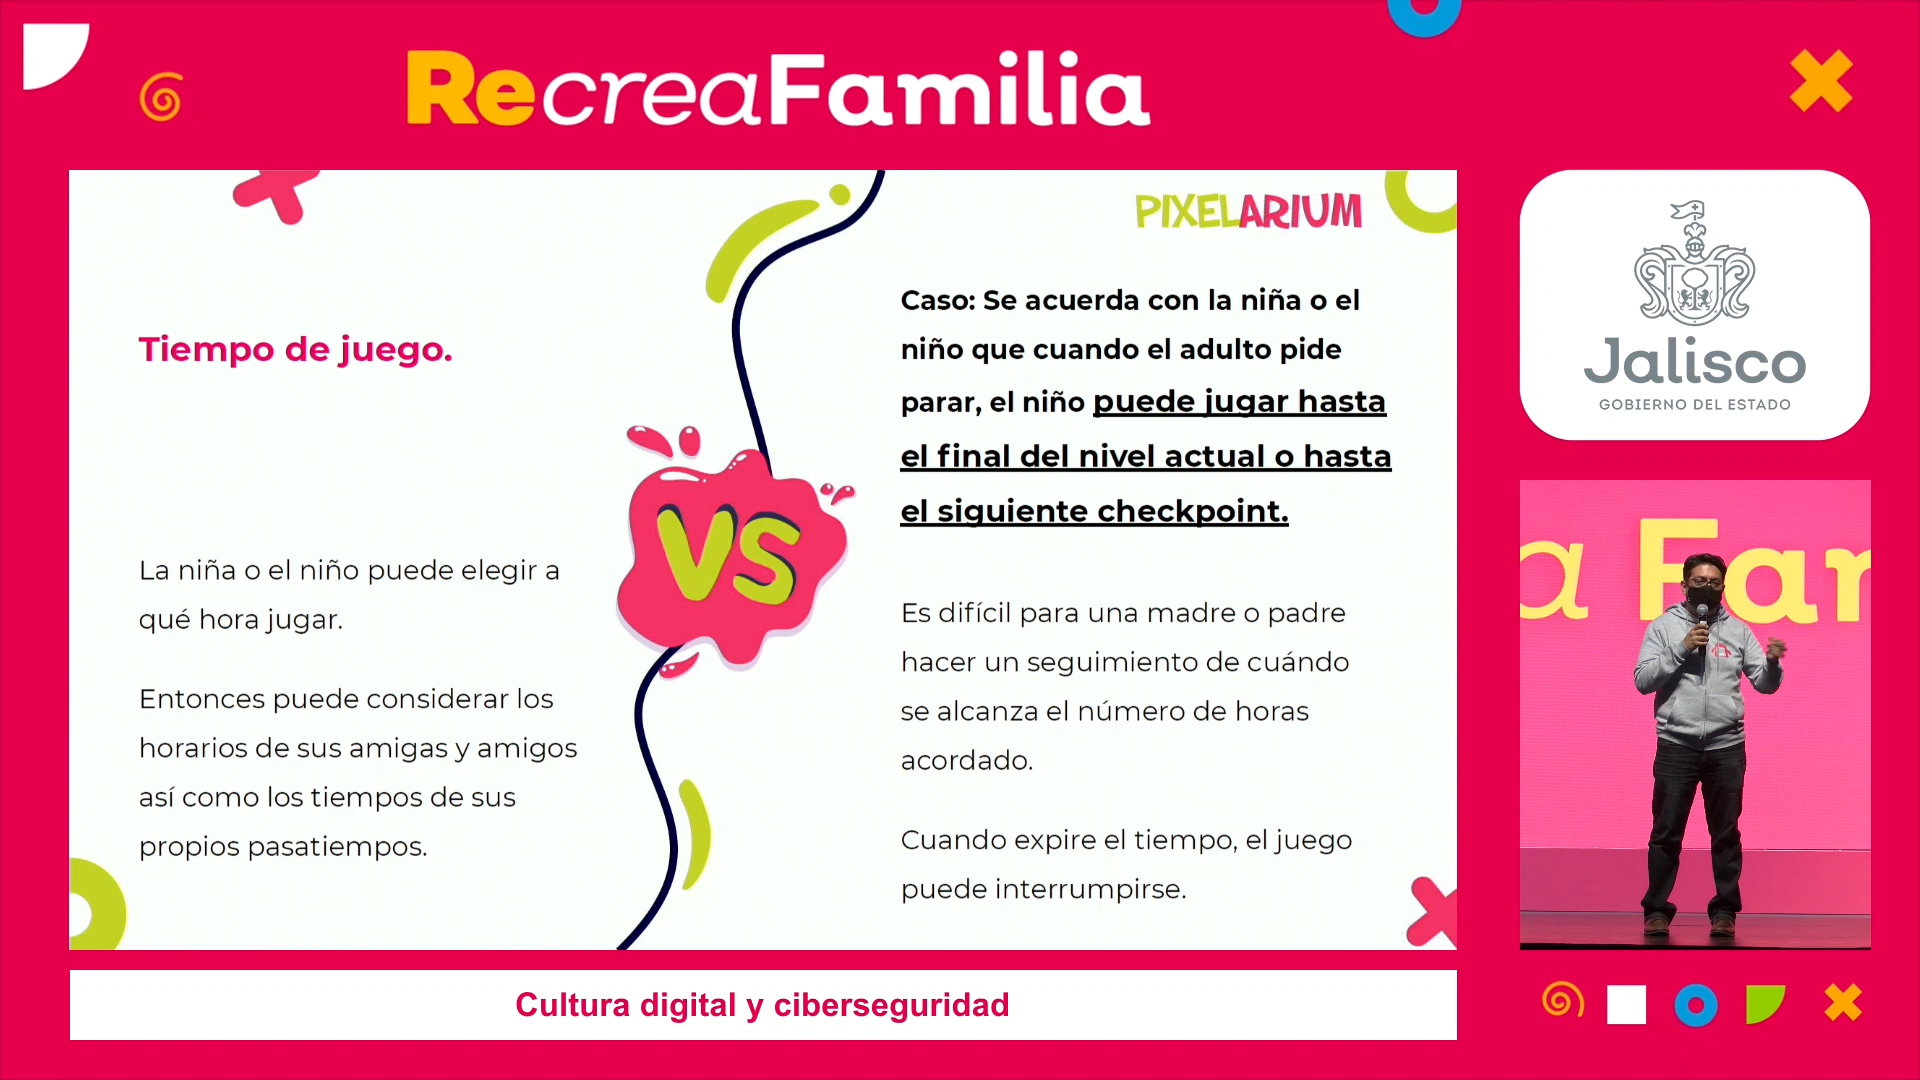 RecreaFamilia
PIXELARIUM
Tiempo de juego.
La niña o el niño puede elegir a
qué hora jugar.
Entonces puede considerar los
horarios de sus amigas y amigos
así como los tiempos de sus
propios pasatiempos.
VS
Caso: Se acuerda con la niña o el
niño que cuando el adulto pide
parar, el niño puede jugar hasta
el final del nivel actual o hasta
el siguiente checkpoint.
Es difícil para una madre o padre
hacer un seguimiento de cuándo
se alcanza el número de horas
acordado.
Cuando expire el tiempo, el juego
puede interrumpirse.
Jalisco
GOBIERNO DEL ESTADO
a Fam
Cultura digital y ciberseguridad